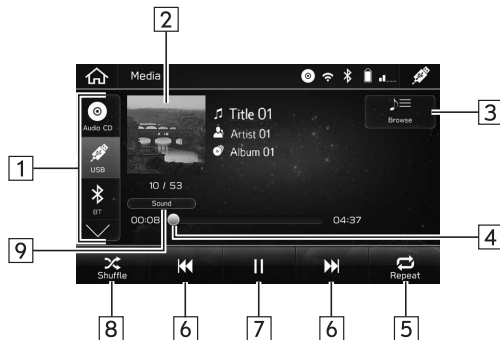 2
Media
Audio CD
USB
BT
Title 01
Artist 01
Album 01
Browse
10 / 53
Sound
00:08
04:37
1
3
4
9
Shuffle
Repeat
8
6
7
6
5